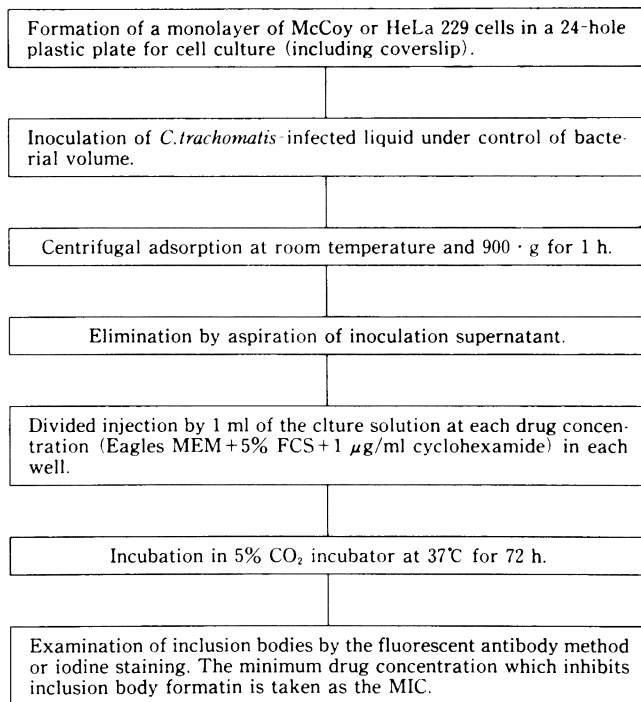 Formation of a monolayer of McCoy or HeLa 229 cells in a 24-hole
plastic plate for cell culture (including coverslip).
Inoculation of C.trachomatis-infected liquid under control of bacte-
rial volume.
Centrifugal adsorption at room temperature and 900 · g for 1 h.
Elimination by aspiration of inoculation supernatant.
Divided injection by 1 ml of the clture solution at each drug concen-
tration (Eagles MEM+5% FCS+1 μg/ml cyclohexamide) in each
well.
Incubation in 5% CO₂ incubator at 37℃ for 72 h.
Examination of inclusion bodies by the fluorescent antibody method
or iodine staining. The minimum drug concentration which inhibits
inclusion body formatin is taken as the MIC.